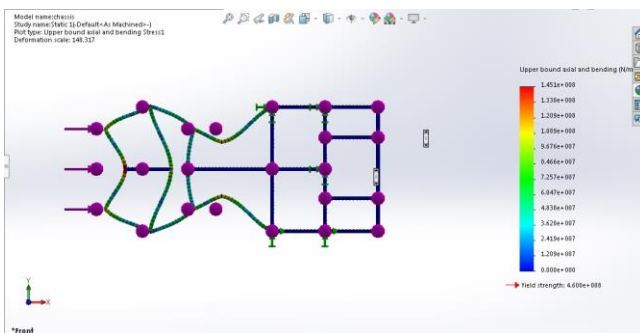 Model name:chassis
Study name:Static 1(-Default<As Machined>-)
Plot type: Upper bound axial and bending Stress1
Deformation scale: 148.317
Upper bound axial and bending (N/m
1.451e+008
1.330e+008
1.209e+008
1.089e+008
9.676e+007
8.466e+007
7.257e+007
6.047e+007
4.838e+007
3.628e+007
2.419e+007
1.209e+007
0.000e+000
Yield strength: 4.600e+008
Y
X
*Front